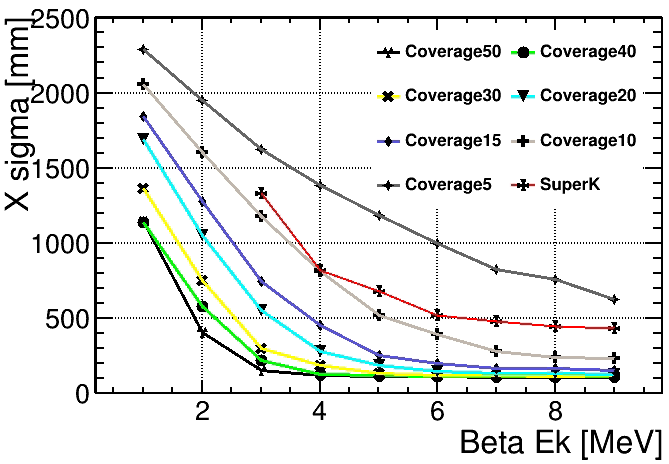 2500
2000
1500
1000
500
0
X sigma [mm]
Coverage50 Coverage40
Coverage30 Coverage20
Coverage15 Coverage10
Coverage5 SuperK
2 4 6 8
Beta Ek [MeV]